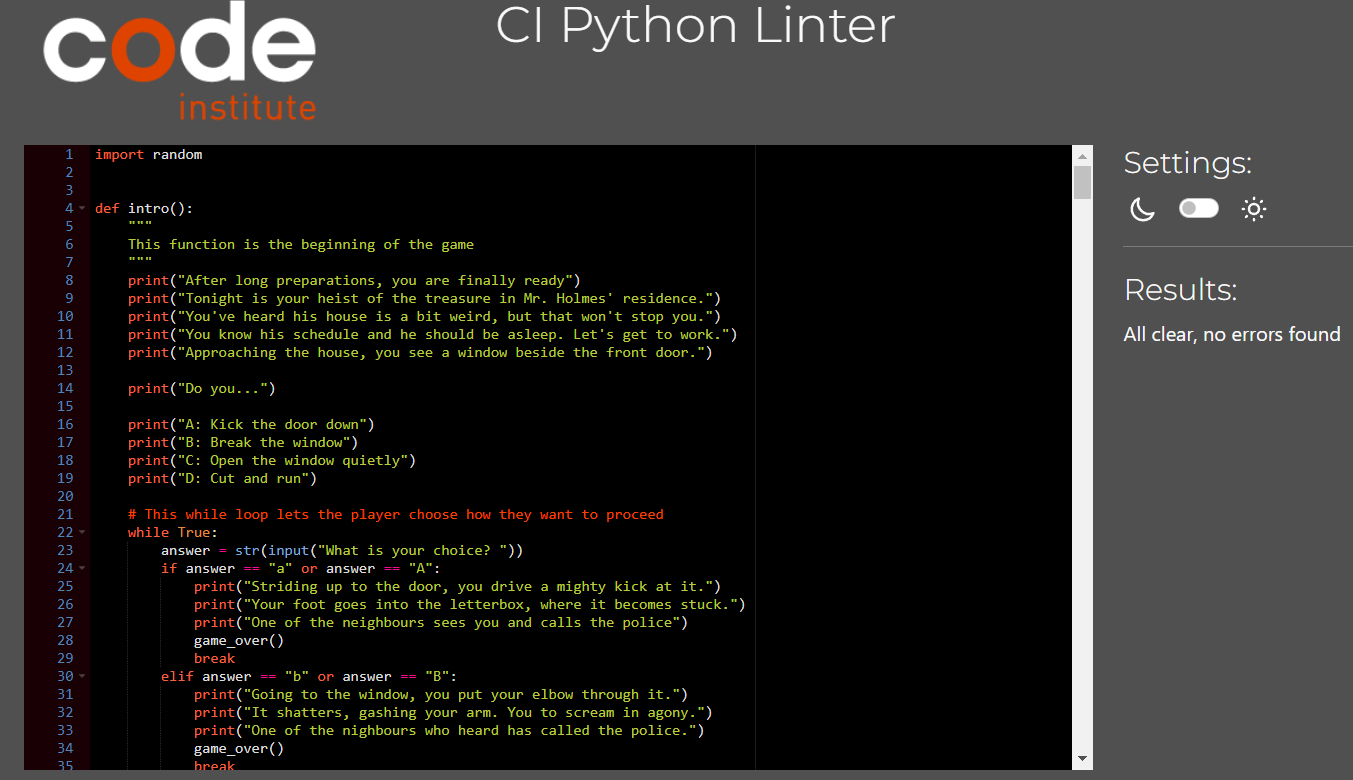 code
institute
CI Python Linter
1 import random
2
3
4 def intro():
5     """
6     This function is the beginning of the game
7     """
8     print("After long preparations, you are finally ready")
9     print("Tonight is your heist of the treasure in Mr. Holmes' residence.")
10     print("You've heard his house is a bit weird, but that won't stop you.")
11     print("You know his schedule and he should be asleep. Let's get to work.")
12     print("Approaching the house, you see a window beside the front door.")
13
14     print("Do you...")
15
16     print("A: Kick the door down")
17     print("B: Break the window")
18     print("C: Open the window quietly")
19     print("D: Cut and run")
20
21     # This while loop lets the player choose how they want to proceed
22     while True:
23         answer = str(input("What is your choice? "))
24         if answer == "a" or answer == "A":
25             print("Striding up to the door, you drive a mighty kick at it.")
26             print("Your foot goes into the letterbox, where it becomes stuck.")
27             print("One of the neighbours sees you and calls the police")
28             game_over()
29             break
30         elif answer == "b" or answer == "B":
31             print("Going to the window, you put your elbow through it.")
32             print("It shatters, gashing your arm. You to scream in agony.")
33             print("One of the nighbours who heard has called the police.")
34             game_over()
35             break
Settings:
Results:
All clear, no errors found